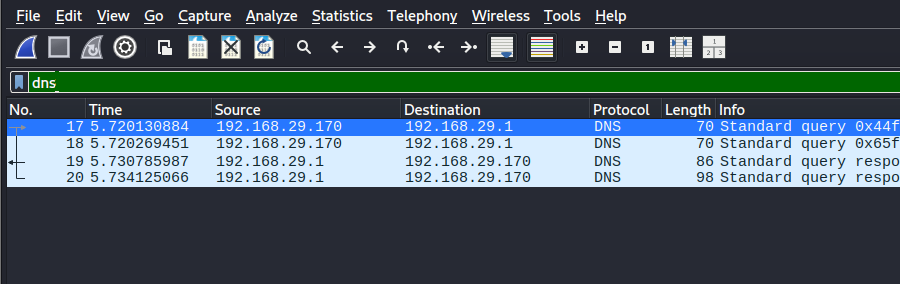 File Edit View Go Capture Analyze Statistics Telephony Wireless Tools Help
dns
No. Time Source Destination Protocol Length Info
17 5.720130884 192.168.29.170 192.168.29.1 DNS 70 Standard query 0x44f
18 5.720269451 192.168.29.170 192.168.29.1 DNS 70 Standard query 0x65f
19 5.730785987 192.168.29.1 192.168.29.170 DNS 86 Standard query respo
20 5.734125066 192.168.29.1 192.168.29.170 DNS 98 Standard query respo